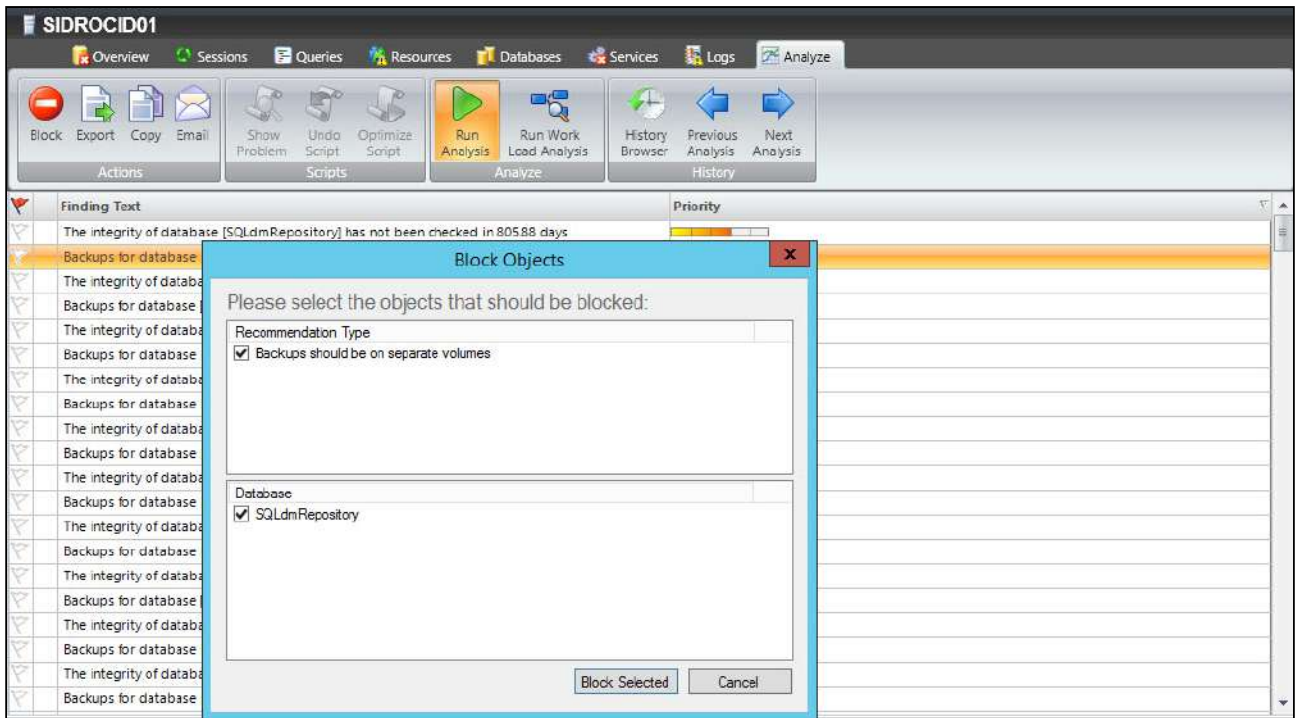 SIDROCID01
Overview Sessions Queries Resources Databases Services Logs Analyze
Block Export Copy Email Show Problem Undo Script Optimize Script Run Analysis Run Work Load Analysis History Browser Previous Analysis Next Analysis
Actions Scripts Analyze History
Finding Text Priority
The integrity of database [SQLdmRepository] has not been checked in 805.88 days
Backups for database
Block Objects
x
The integrity of databa
Please select the objects that should be blocked:
Backups for database [
The integrity of databa
Recommendation Type
Backups for database
Backups should be on separate volumes
The integrity of databa
Backups for database
The integrity of databa
Backups for database
The integrity of databa
Database
Backups for database
SQLdmRepository
The integrity of databa
Backups for database
The integrity of databa
Backups for database [
The integrity of databa
Backups for database
The integrity of databa
Block Selected Cancel
Backups for database